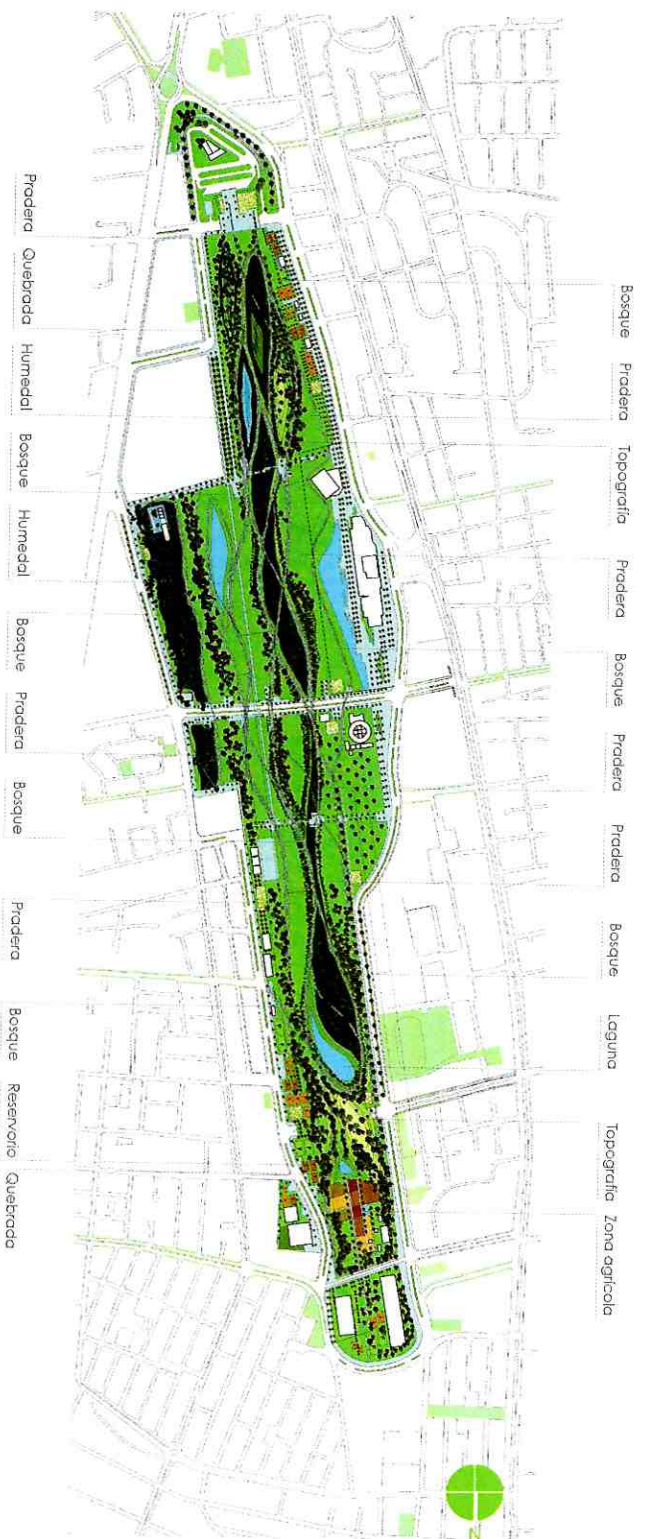 Bosque
Pradera
Topografía
Pradera
Bosque
Pradera
Pradera
Bosque
Laguna
Topografía
Zona agrícola
Pradera
Quebrada
Humedal
Bosque
Humedal
Bosque
Pradera
Bosque
Pradera
Bosque
Reservorio
Quebrada
N